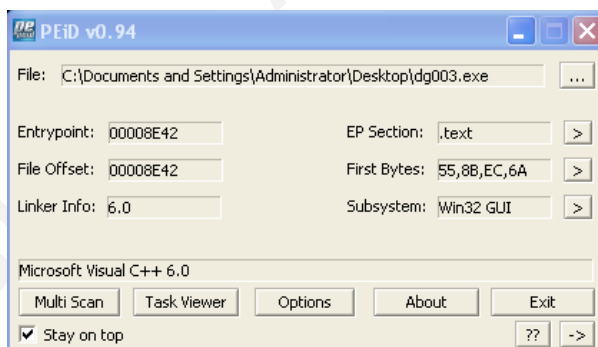 PEiD v0.94
File: C:\Documents and Settings\Administrator\Desktop\dg003.exe ...
Entrypoint: 00008E42 EP Section: .text >
File Offset: 00008E42 First Bytes: 55,8B,EC,6A >
Linker Info: 6.0 Subsystem: Win32 GUI >
Microsoft Visual C++ 6.0
Multi Scan Task Viewer Options About Exit
Stay on top ?? ->